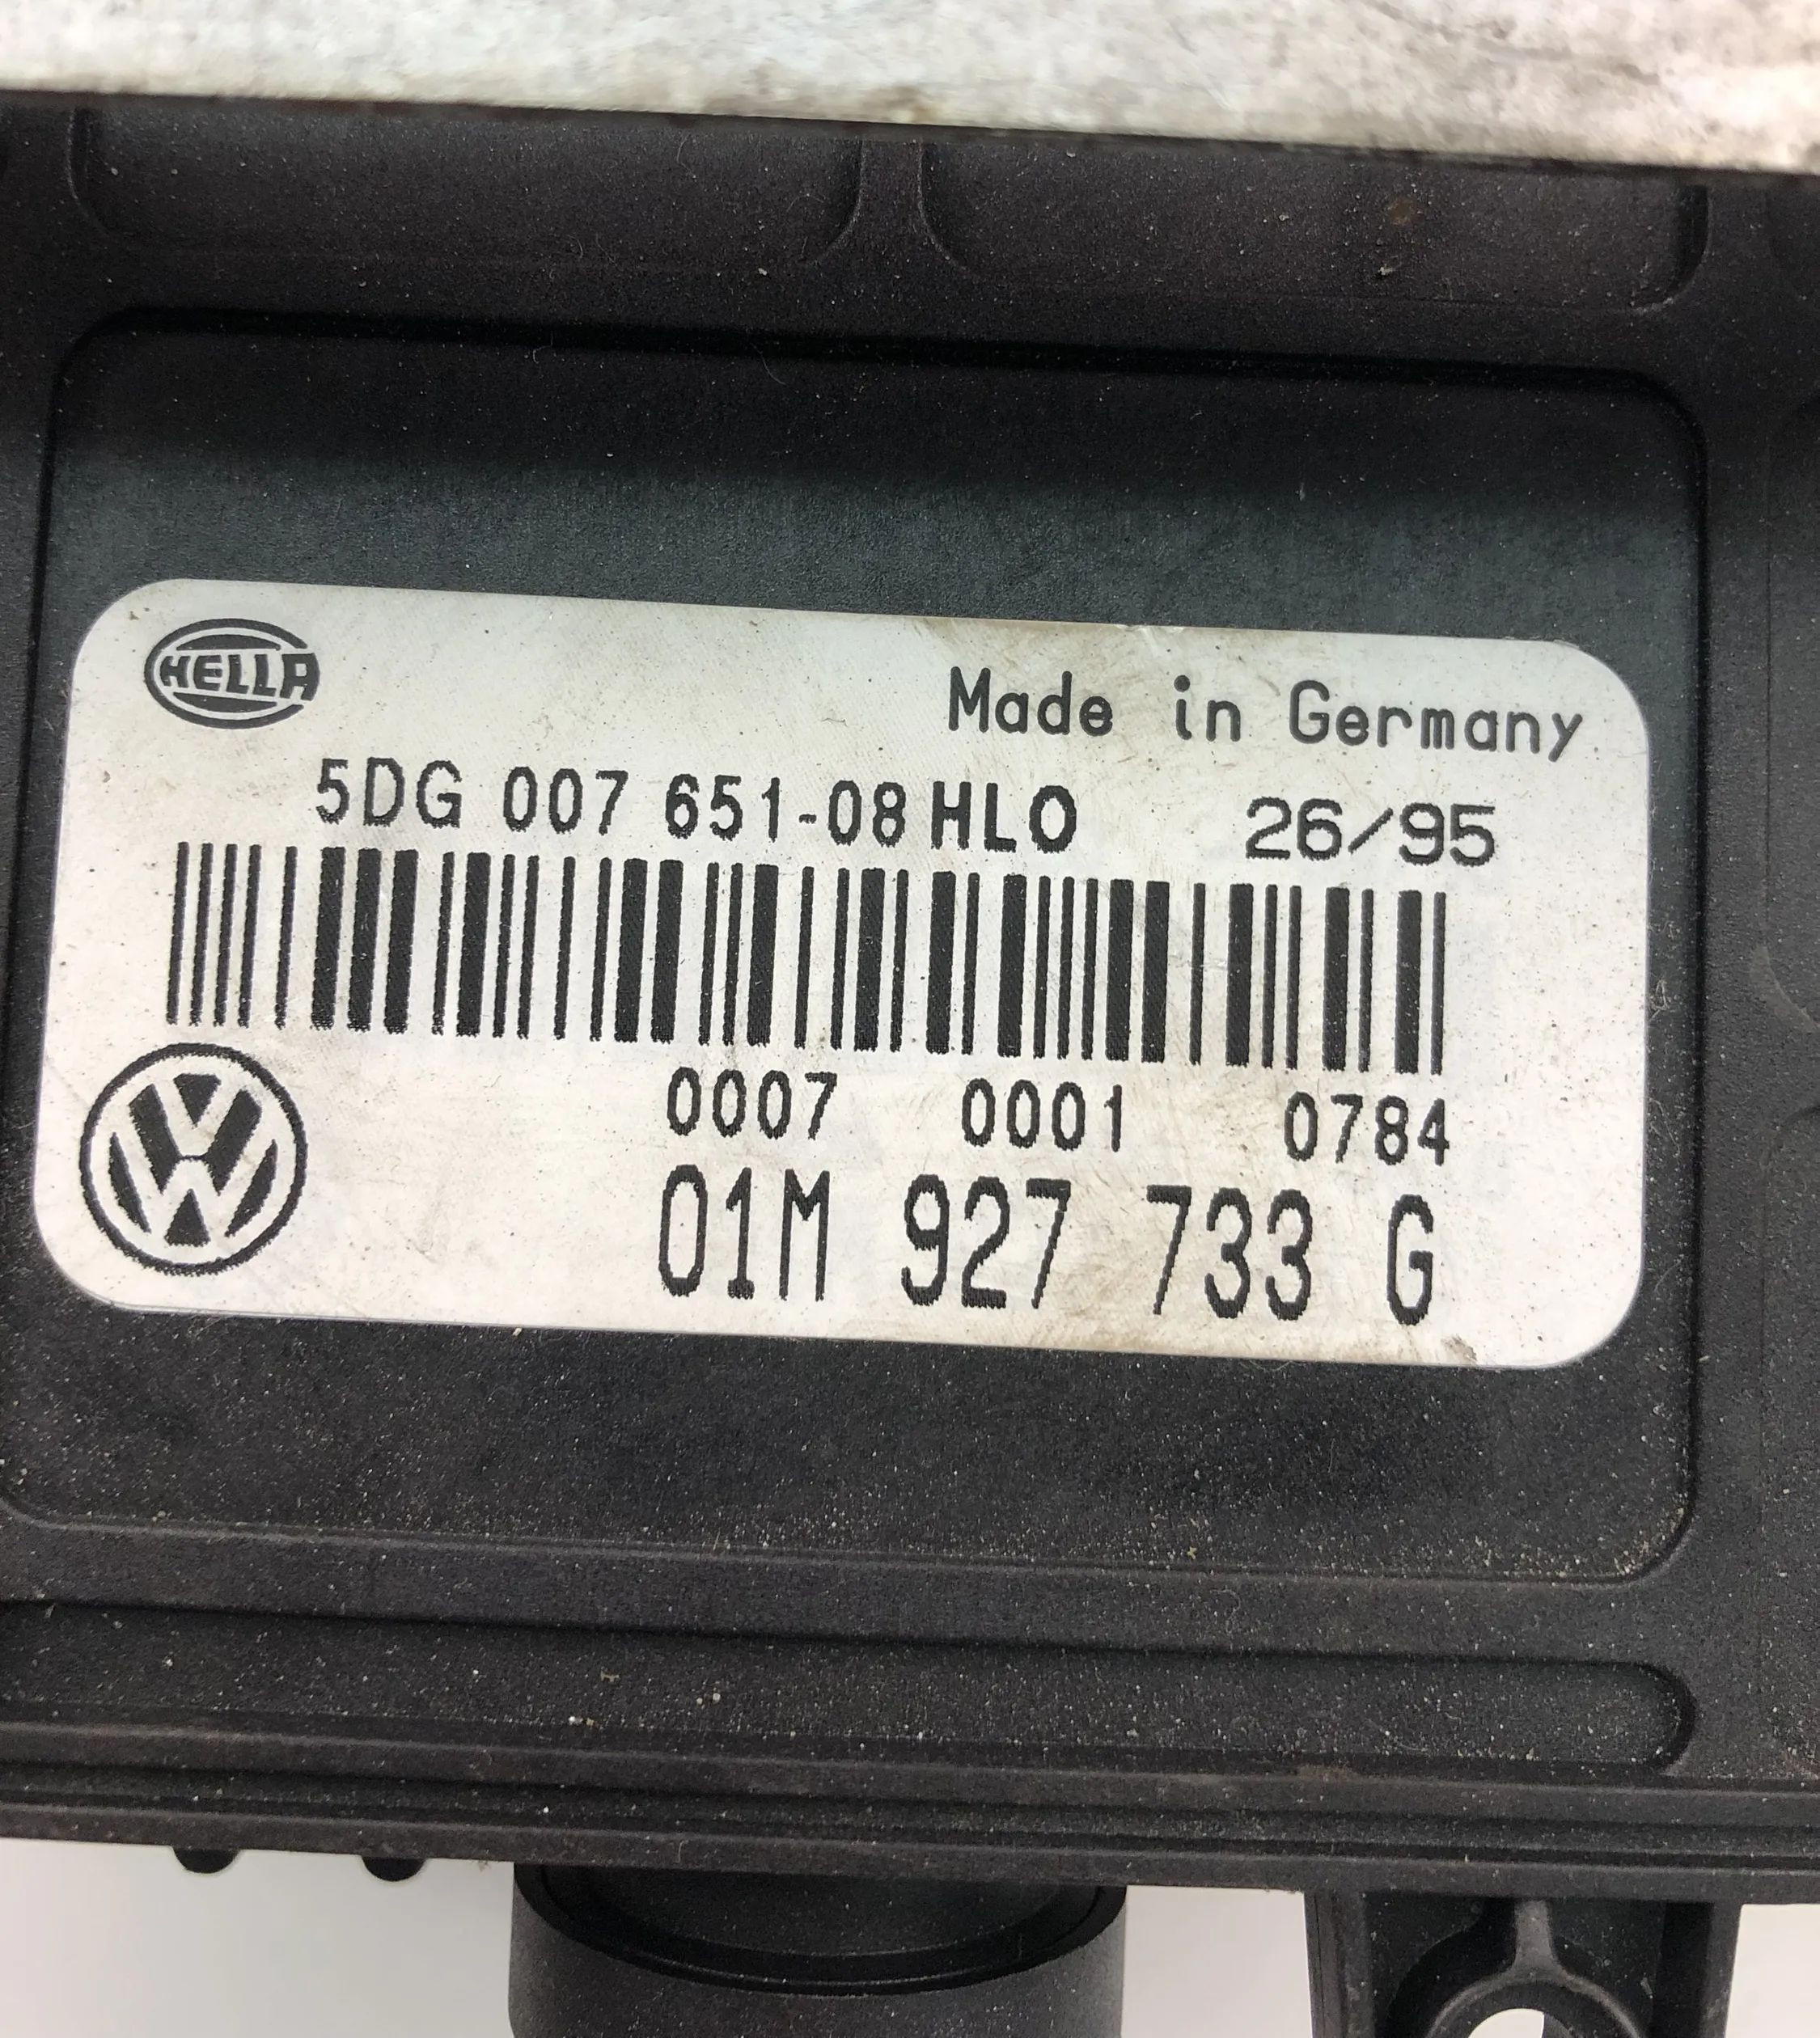 HELLA
Made in Germany
5DG 007 651-08 HLO 26/95
0007 0001 0784
01M 927 733 G